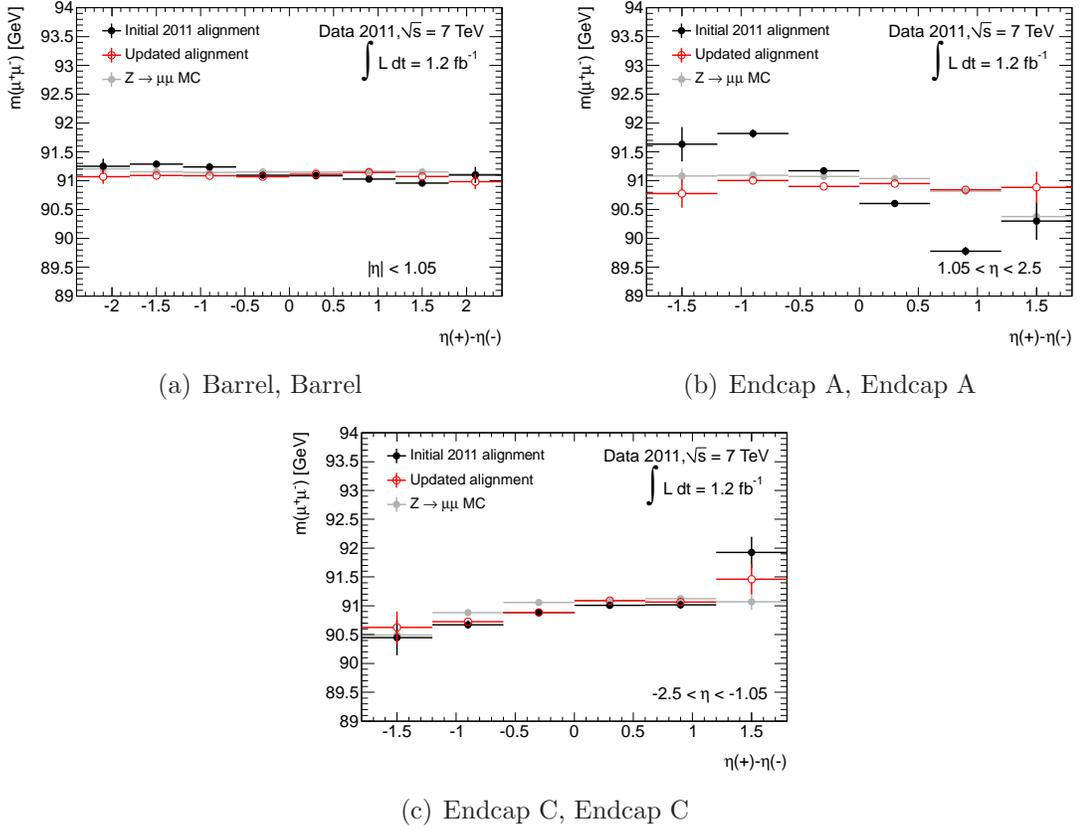 94
93.5
93
92.5
92
91.5
91
90.5
90
89.5
89
m(μ⁺μ⁻) [GeV]
Initial 2011 alignment
Updated alignment
Z → μμ MC
Data 2011,√s = 7 TeV
∫ L dt = 1.2 fb⁻¹
|η| < 1.05
-2 -1.5 -1 -0.5 0 0.5 1 1.5 2
η(+)-η(-)
(a) Barrel, Barrel
94
93.5
93
92.5
92
91.5
91
90.5
90
89.5
89
m(μ⁺μ⁻) [GeV]
Initial 2011 alignment
Updated alignment
Z → μμ MC
Data 2011,√s = 7 TeV
∫ L dt = 1.2 fb⁻¹
1.05 < η < 2.5
-1.5 -1 -0.5 0 0.5 1 1.5
η(+)-η(-)
(b) Endcap A, Endcap A
94
93.5
93
92.5
92
91.5
91
90.5
90
89.5
89
m(μ⁺μ⁻) [GeV]
Initial 2011 alignment
Updated alignment
Z → μμ MC
Data 2011,√s = 7 TeV
∫ L dt = 1.2 fb⁻¹
-2.5 < η < -1.05
-1.5 -1 -0.5 0 0.5 1 1.5
η(+)-η(-)
(c) Endcap C, Endcap C